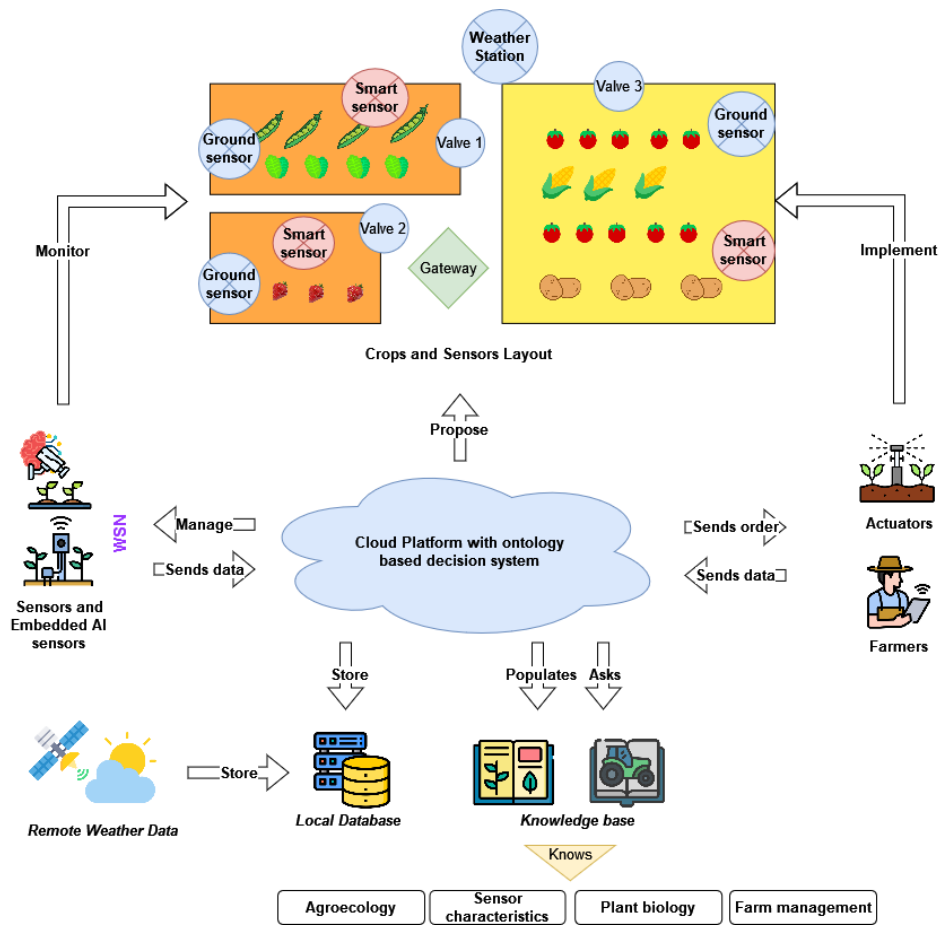 Weather
Station
Valve 3
Smart
sensor
Ground
sensor
Ground
sensor
Valve 1
Valve 2
Smart
sensor
Smart
sensor
Ground
sensor
Gateway
Monitor
Implement
Crops and Sensors Layout
Propose
WSN
Manage
Sends data
Cloud Platform with ontology
based decision system
Sends order
Sends data
Actuators
Sensors and
Embedded AI
sensors
Farmers
Store
Populates
Asks
Store
Remote Weather Data
Local Database
Knowledge base
Knows
Agroecology
Sensor
characteristics
Plant biology
Farm management